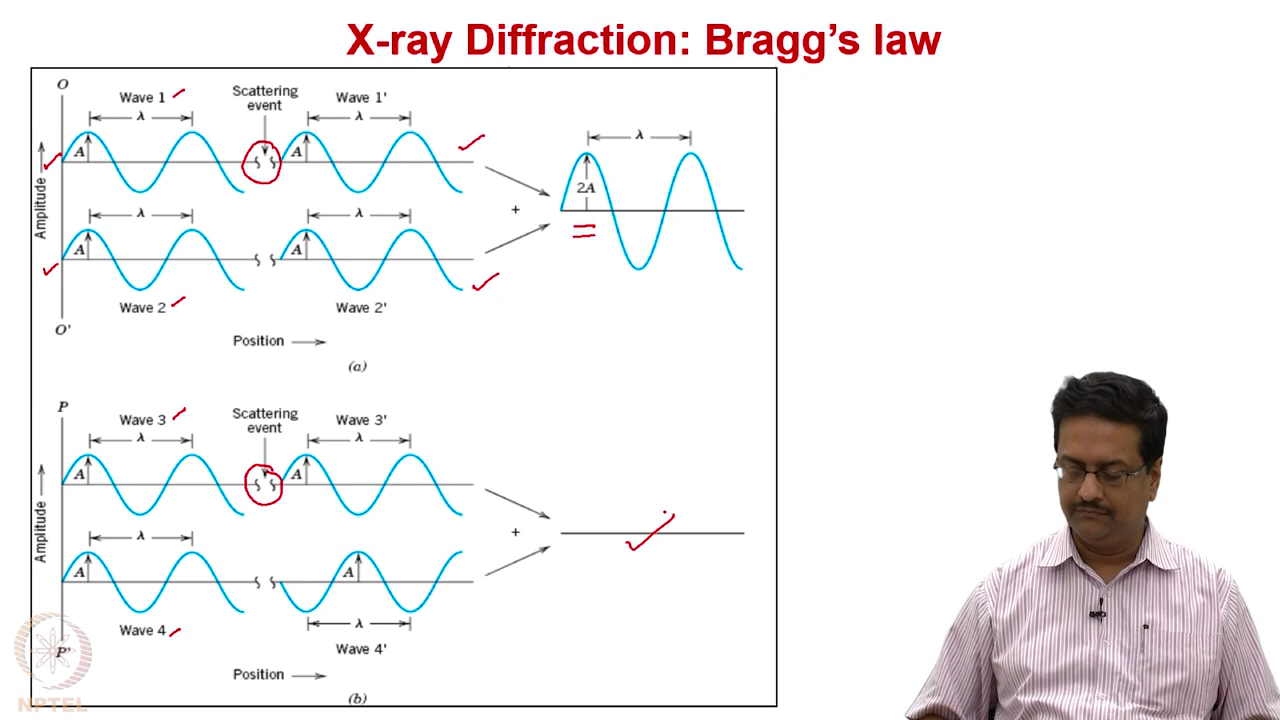 X-ray Diffraction: Bragg's law
O
Wave 1
Scattering
event
Wave 1'
λ
λ
λ
A
A
2A
Amplitude
+
λ
λ
A
A
Wave 2
Wave 2'
O'
Position
(a)
P
Wave 3
Scattering
event
Wave 3'
λ
λ
A
A
Amplitude
+
λ
A
A
λ
Wave 4
Wave 4'
P'
Position
(b)
NPTEL